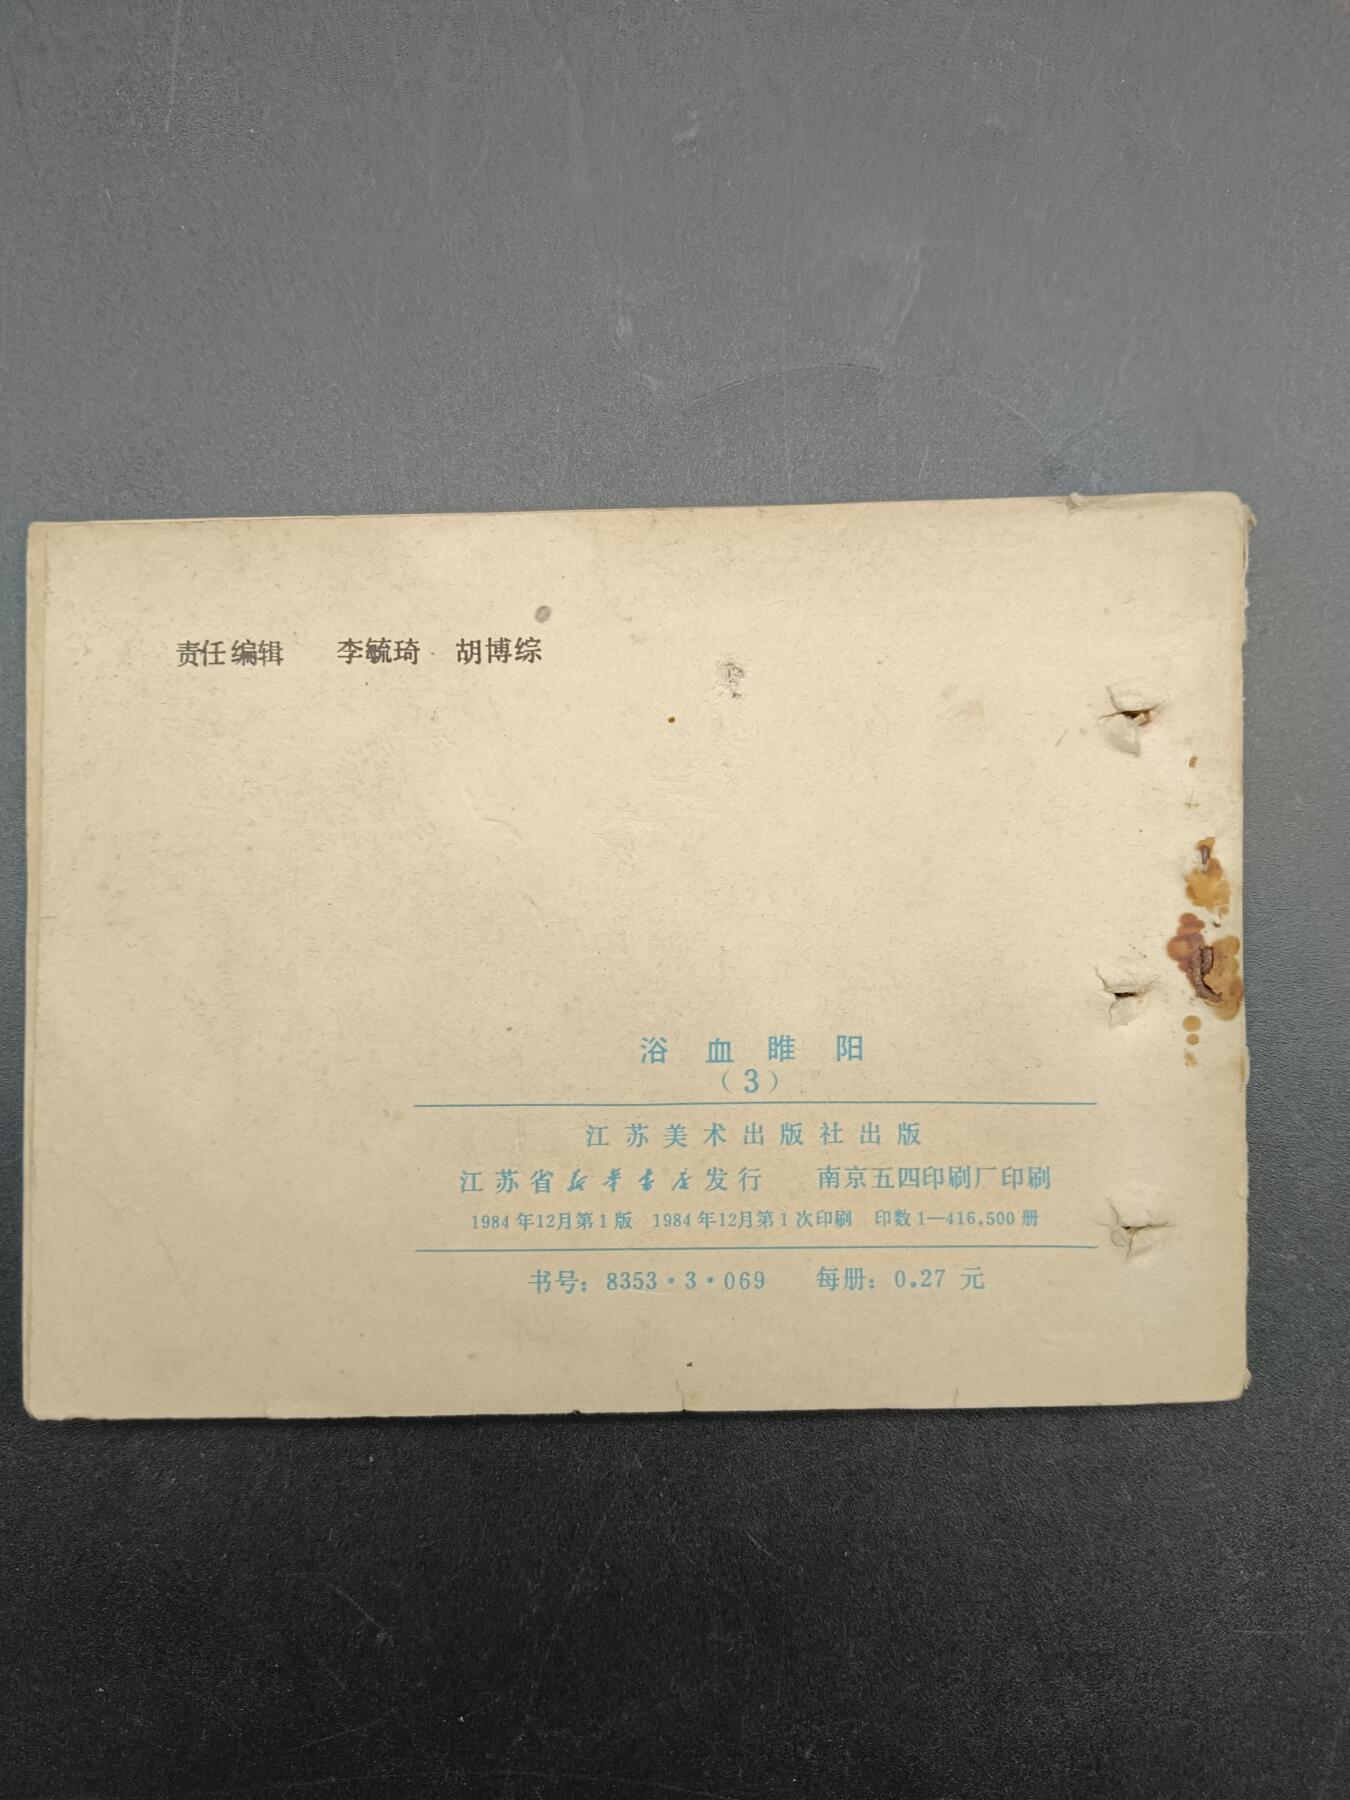 责任编辑 李毓琦 胡博综
浴血睢阳
（3）
江苏美术出版社出版
江苏省新华书店发行 南京五四印刷厂印刷
1984年12月第1版 1984年12月第1次印刷 印数1—416,500册
书号：8353·3·069 每册：0.27元